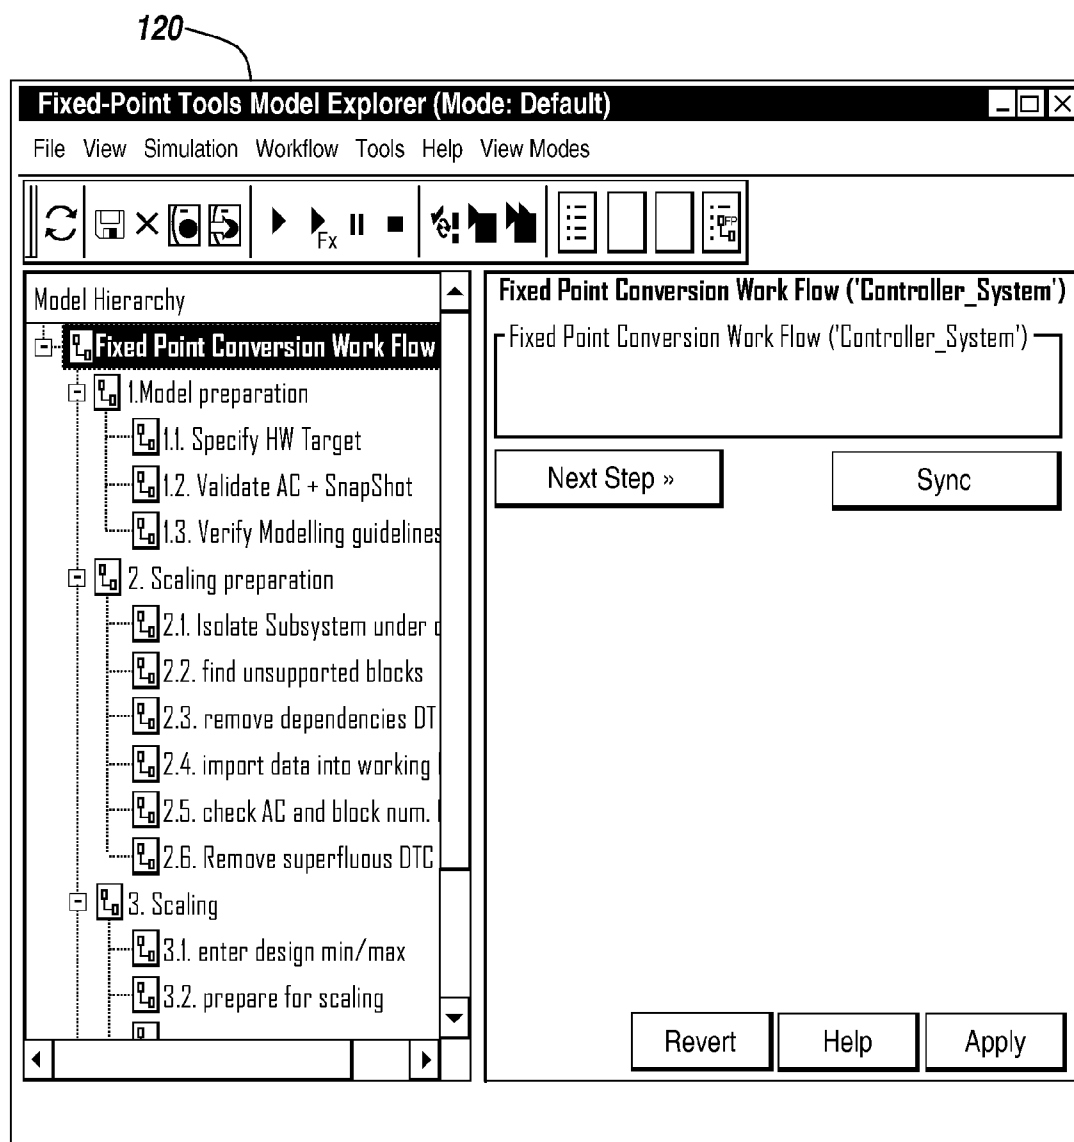 120
Fixed-Point Tools Model Explorer (Mode: Default)
File View Simulation Workflow Tools Help View Modes
Fx
FP
Model Hierarchy
Fixed Point Conversion Work Flow
1.Model preparation
1.1. Specify HW Target
1.2. Validate AC + SnapShot
1.3. Verify Modelling guidelines
2. Scaling preparation
2.1. Isolate Subsystem under
2.2. find unsupported blocks
2.3. remove dependencies DT
2.4. import data into working
2.5. check AC and block num.
2.6. Remove superfluous DTC
3. Scaling
3.1. enter design min/max
3.2. prepare for scaling
Fixed Point Conversion Work Flow ('Controller_System')
Fixed Point Conversion Work Flow ('Controller_System')
Next Step »
Sync
Revert
Help
Apply